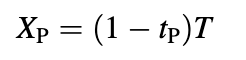 X_P = (1 − t_P)T